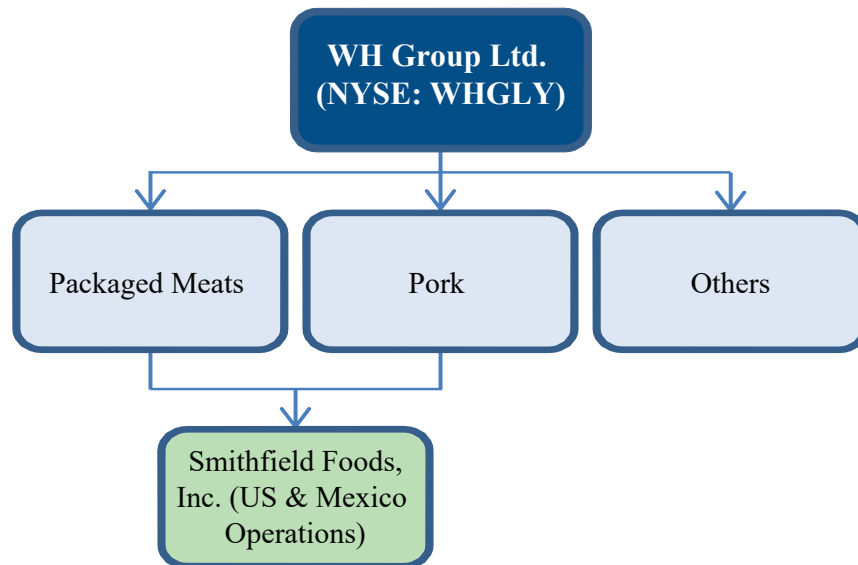 WH Group Ltd.
(NYSE: WHGLY)
Packaged Meats
Pork
Others
Smithfield Foods,
Inc. (US & Mexico
Operations)